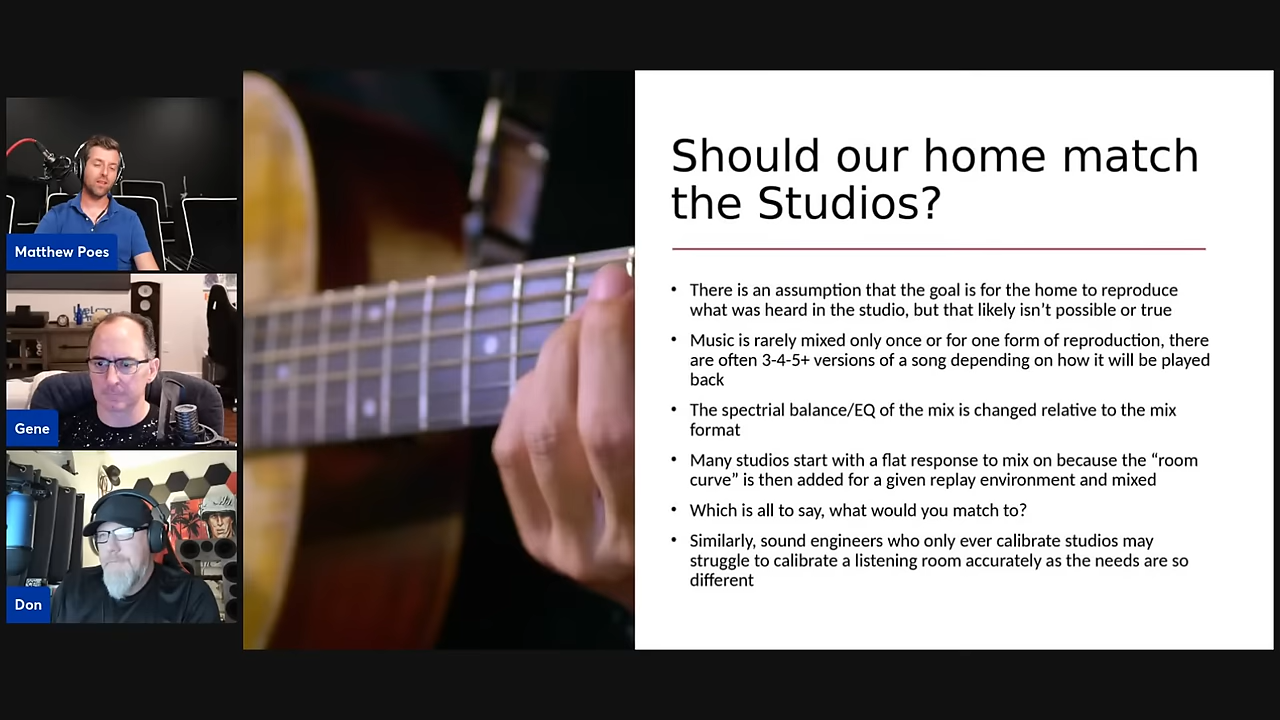 Matthew Poes
Gene
Don
Should our home match
the Studios?
• There is an assumption that the goal is for the home to reproduce
what was heard in the studio, but that likely isn’t possible or true
• Music is rarely mixed only once or for one form of reproduction, there
are often 3-4-5+ versions of a song depending on how it will be played
back
• The spectrial balance/EQ of the mix is changed relative to the mix
format
• Many studios start with a flat response to mix on because the “room
curve” is then added for a given replay environment and mixed
• Which is all to say, what would you match to?
• Similarly, sound engineers who only ever calibrate studios may
struggle to calibrate a listening room accurately as the needs are so
different